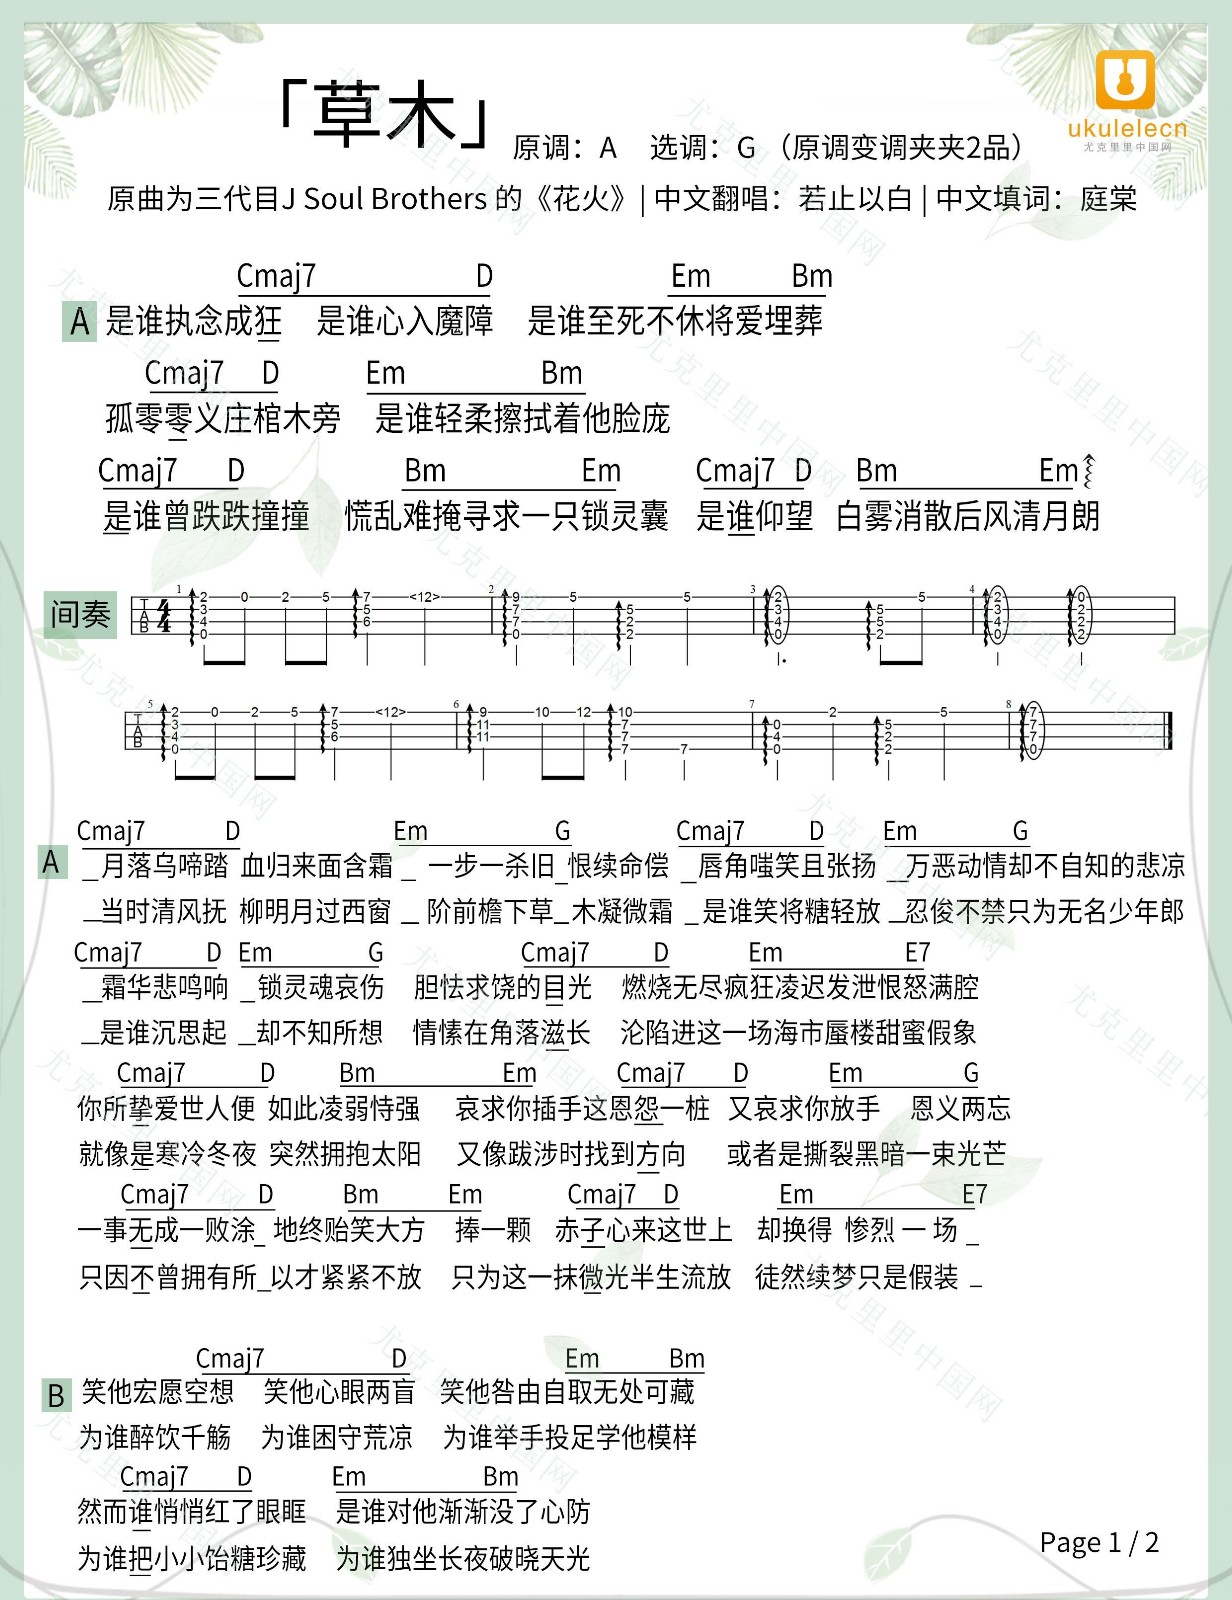 「草木」
原调：A 选调：G （原调变调夹夹2品）
ukulelecn
尤克里里中国网
原曲为三代目J Soul Brothers 的《花火》| 中文翻唱：若止以白 | 中文填词：庭棠
Cmaj7 D Em Bm
A 是谁执念成狂 是谁心入魔障 是谁至死不休将爱埋葬
Cmaj7 D Em Bm
孤零零义庄棺木旁 是谁轻柔擦拭着他脸庞
Cmaj7 D Bm Em Cmaj7 D Bm Em
是谁曾跌跌撞撞 慌乱难掩寻求一只锁灵囊 是谁仰望 白雾消散后风清月朗
间奏
1 2 3 4
T A B 4 4
2 3 4 0 0 2 5 7 5 6 <12> 9 7 7 0 5 5 2 2 5 2 3 4 0 5 5 2 5 2 3 4 0 0 2 2 2
5 6 7 8
T A B
2 3 4 0 0 2 5 7 5 6 <12> 9 11 11 10 12 10 7 7 7 7 0 4 0 2 5 2 2 5 7 7 7 0
Cmaj7 D Em G Cmaj7 D Em G
A _月落乌啼踏 血归来面含霜 _ 一步一杀旧_恨续命偿 _唇角嗤笑且张扬 _万恶动情却不自知的悲凉
_当时清风抚 柳明月过西窗 _ 阶前檐下草_木凝微霜 _是谁笑将糖轻放 _忍俊不禁只为无名少年郎
Cmaj7 D Em G Cmaj7 D Em E7
_霜华悲鸣响 _锁灵魂哀伤 胆怯求饶的目光 燃烧无尽疯狂凌迟发泄恨怒满腔
_是谁沉思起 _却不知所想 情愫在角落滋长 沦陷进这一场海市蜃楼甜蜜假象
Cmaj7 D Bm Em Cmaj7 D Em G
你所挚爱世人便 如此凌弱恃强 哀求你插手这恩怨一桩 又哀求你放手 恩义两忘
就像是寒冷冬夜 突然拥抱太阳 又像跋涉时找到方向 或者是撕裂黑暗一束光芒
Cmaj7 D Bm Em Cmaj7 D Em E7
一事无成一败涂_ 地终贻笑大方 捧一颗 赤子心来这世上 却换得 惨烈 一 场 _
只因不曾拥有所_以才紧紧不放 只为这一抹微光半生流放 徒然续梦只是假装 _
Cmaj7 D Em Bm
B 笑他宏愿空想 笑他心眼两盲 笑他咎由自取无处可藏
为谁醉饮千觞 为谁困守荒凉 为谁举手投足学他模样
Cmaj7 D Em Bm
然而谁悄悄红了眼眶 是谁对他渐渐没了心防
为谁把小小饴糖珍藏 为谁独坐长夜破晓天光
Page 1 / 2